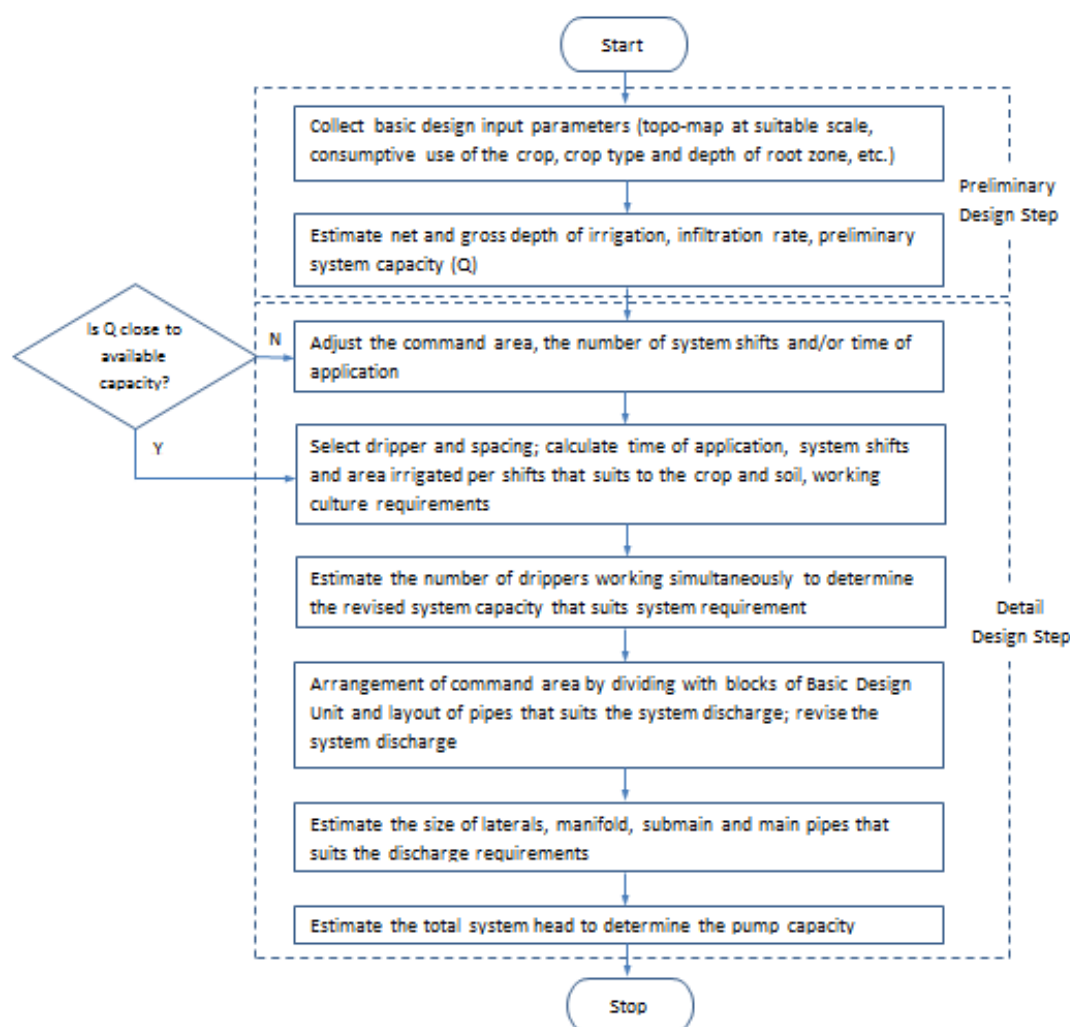 Start
Collect basic design input parameters (topo-map at suitable scale,
consumptive use of the crop, crop type and depth of root zone, etc.)
Preliminary
Design Step
Estimate net and gross depth of irrigation, infiltration rate, preliminary
system capacity (Q)
Is Q close to
available
capacity?
N
Adjust the command area, the number of system shifts and/or time of
application
Y
Select dripper and spacing; calculate time of application, system shifts
and area irrigated per shifts that suits to the crop and soil, working
culture requirements
Estimate the number of drippers working simultaneously to determine
the revised system capacity that suits system requirement
Detail
Design Step
Arrangement of command area by dividing with blocks of Basic Design
Unit and layout of pipes that suits the system discharge; revise the
system discharge
Estimate the size of laterals, manifold, submain and main pipes that
suits the discharge requirements
Estimate the total system head to determine the pump capacity
Stop